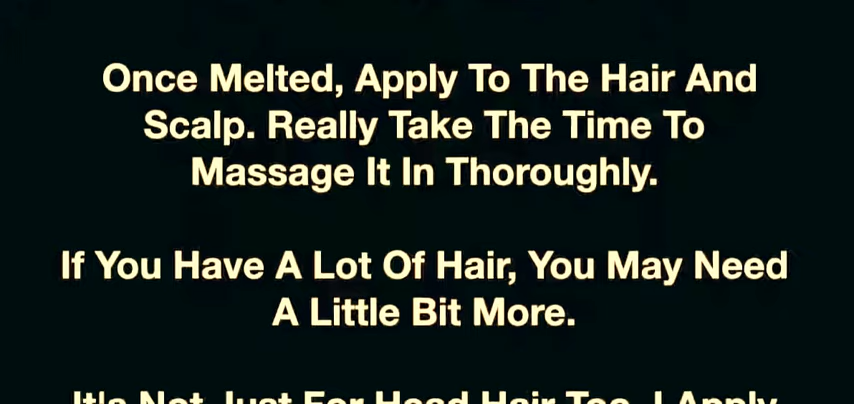 Once Melted, Apply To The Hair And
Scalp. Really Take The Time To
Massage It In Thoroughly.
If You Have A Lot Of Hair, You May Need
A Little Bit More.
It's Not Just For Head Hair Too. I Apply